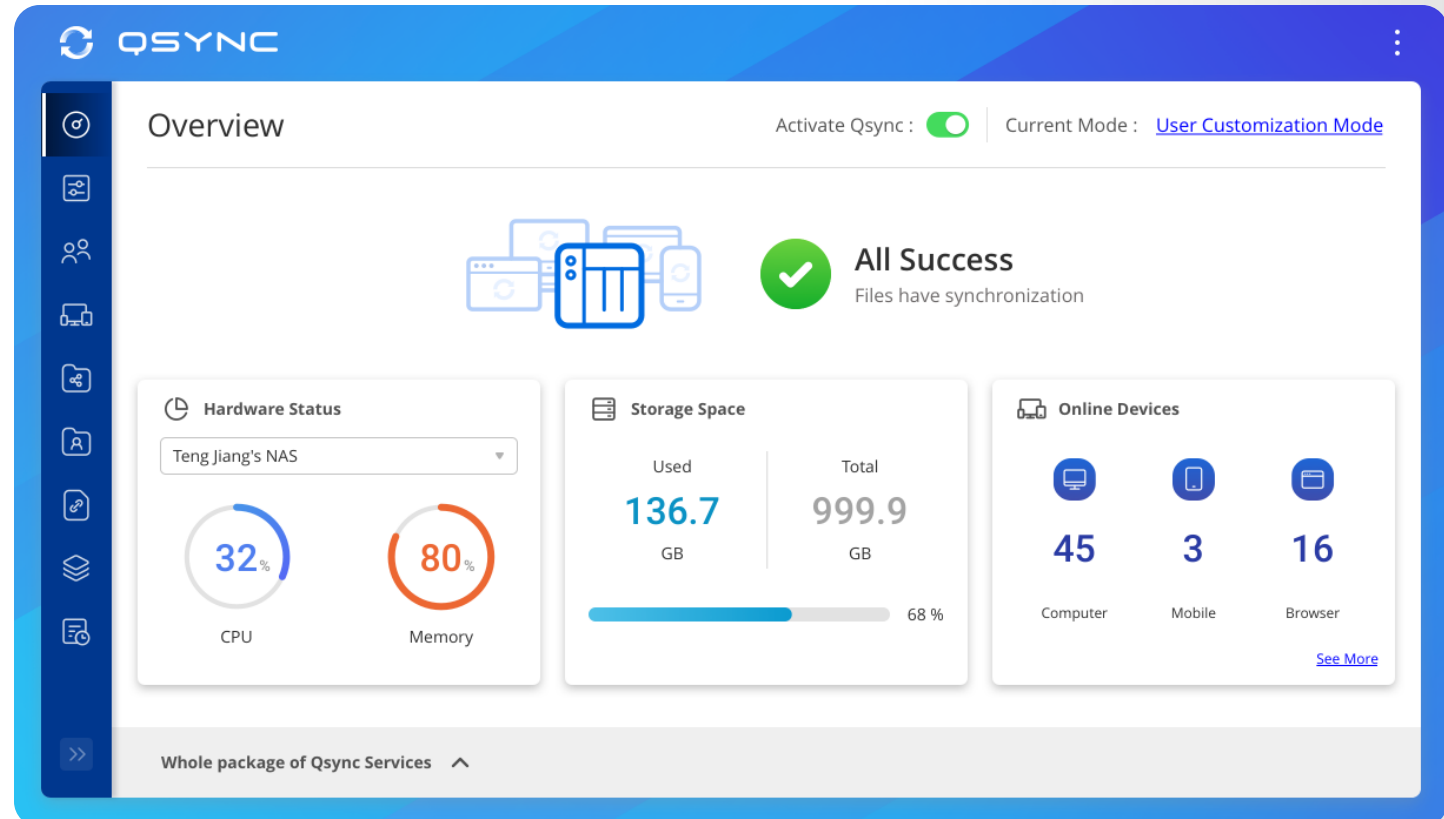 QSYNC
Overview
Activate Qsync :
Current Mode : User Customization Mode
All Success
Files have synchronization
Hardware Status
Teng Jiang's NAS
32%
CPU
80%
Memory
Storage Space
Used
136.7
GB
Total
999.9
GB
68 %
Online Devices
45
Computer
3
Mobile
16
Browser
See More
Whole package of Qsync Services